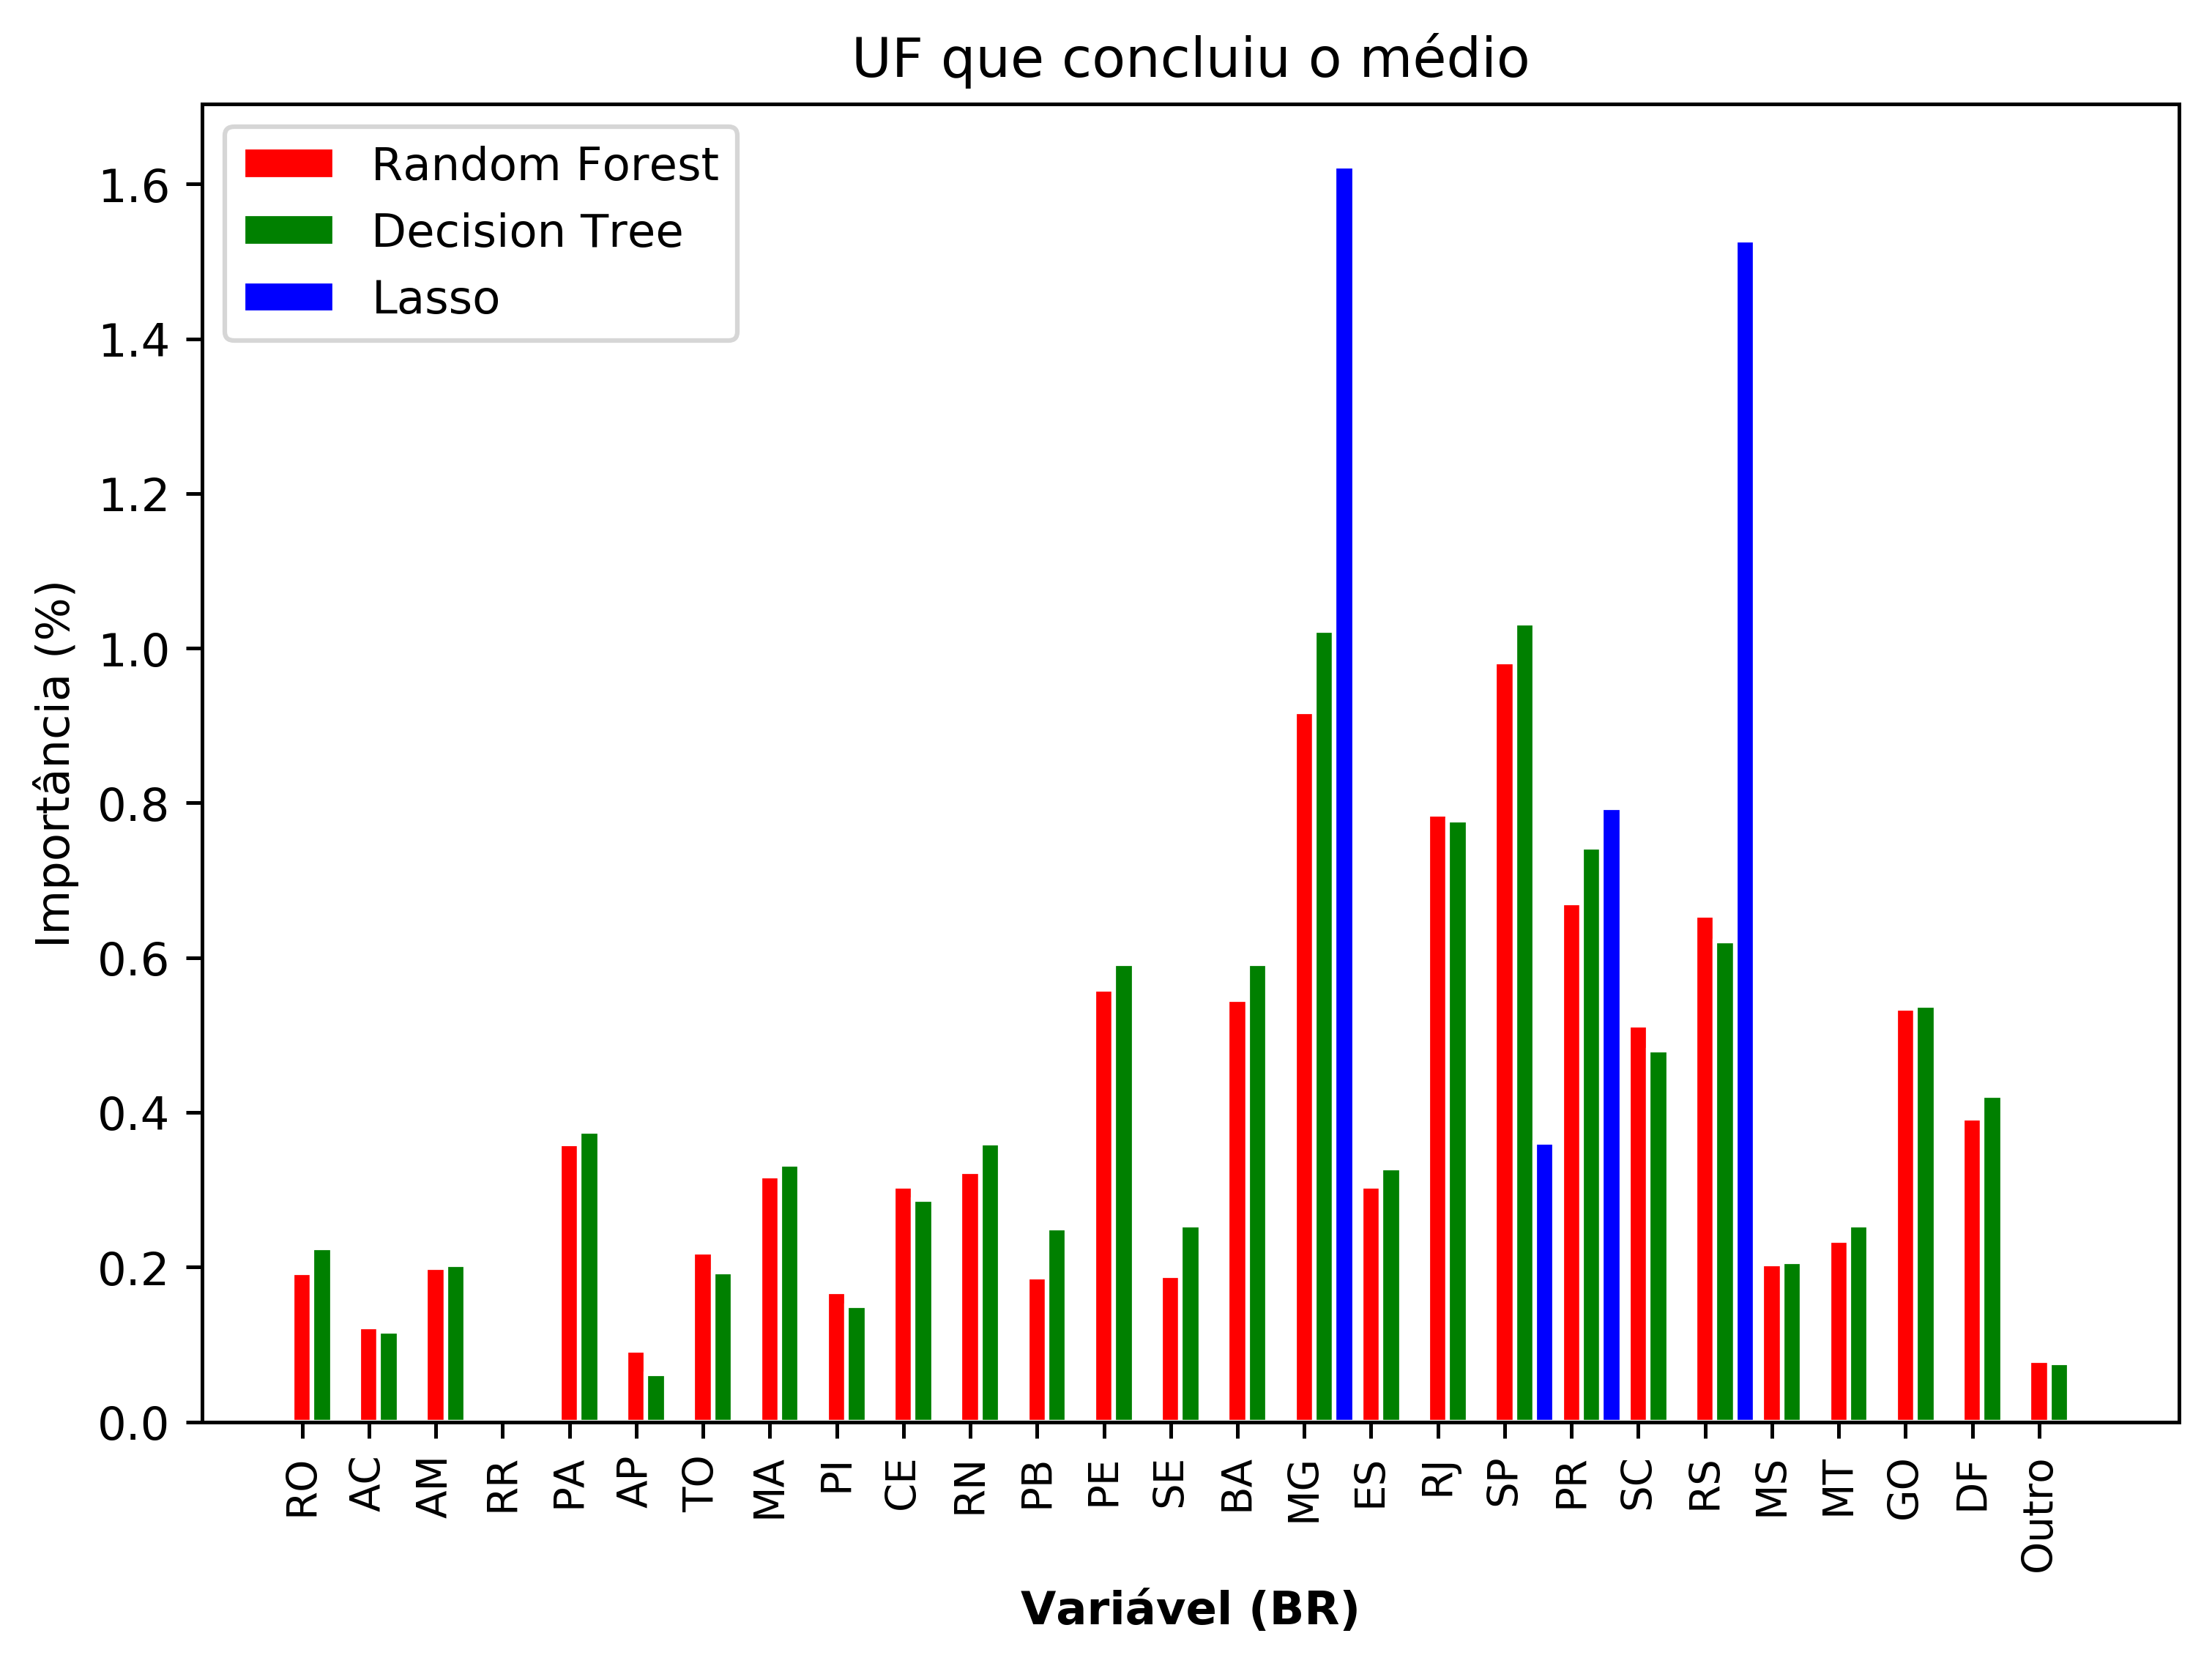 UF que concluiu o médio
Random Forest
Decision Tree
Lasso
Importância (%)
1.6
1.4
1.2
1.0
0.8
0.6
0.4
0.2
0.0
RO AC AM RR PA AP TO MA PI CE RN PB PE SE BA MG ES RJ SP PR SC RS MS MT GO DF Outro
Variável (BR)